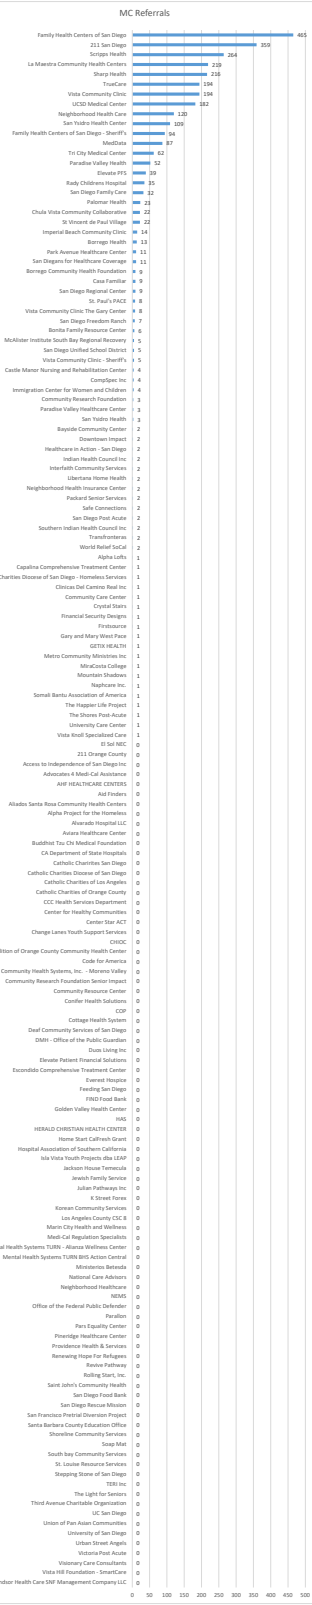 MC Referrals
Family Health Centers of San Diego 465
211 San Diego 359
Scripps Health 264
La Maestra Community Health Centers 219
Sharp Health 216
TrueCare 194
Vista Community Clinic 194
UCSD Medical Center 182
Neighborhood Health Care 120
San Ysidro Health Center 109
Family Health Centers of San Diego - Sheriff's 94
MedData 87
Tri City Medical Center 62
Paradise Valley Health 52
Elevate PFS 39
Rady Childrens Hospital 35
San Diego Family Care 32
Palomar Health 23
Chula Vista Community Collaborative 22
St Vincent de Paul Village 22
Imperial Beach Community Clinic 14
Borrego Health 13
Park Avenue Healthcare Center 11
San Diegans for Healthcare Coverage 11
Borrego Community Health Foundation 9
Casa Familiar 9
San Diego Regional Center 9
St. Paul's PACE 8
Vista Community Clinic The Gary Center 8
San Diego Freedom Ranch 7
Bonita Family Resource Center 6
McAlister Institute South Bay Regional Recovery 5
San Diego Unified School District 5
Vista Community Clinic - Sheriff's 5
Castle Manor Nursing and Rehabilitation Center 4
CompSpec Inc 4
Immigration Center for Women and Children 4
Community Research Foundation 3
Paradise Valley Healthcare Center 3
San Ysidro Health 3
Bayside Community Center 2
Downtown Impact 2
Healthcare in Action - San Diego 2
Indian Health Council Inc 2
Interfaith Community Services 2
Libertana Home Health 2
Neighborhood Health Insurance Center 2
Packard Senior Services 2
Safe Connections 2
San Diego Post Acute 2
Southern Indian Health Council Inc 2
Transfronteras 2
World Relief SoCal 2
Alpha Lofts 1
Capalina Comprehensive Treatment Center 1
Charities Diocese of San Diego - Homeless Services 1
Clinicas Del Camino Real Inc 1
Community Care Center 1
Crystal Stairs 1
Financial Security Designs 1
Firstsource 1
Gary and Mary West Pace 1
GETIX HEALTH 1
Metro Community Ministries Inc 1
MiraCosta College 1
Mountain Shadows 1
Naphcare Inc. 1
Somali Bantu Association of America 1
The Happier Life Project 1
The Shores Post-Acute 1
University Care Center 1
Vista Knoll Specialized Care 1
El Sol NEC 0
211 Orange County 0
Access to Independence of San Diego Inc 0
Advocates 4 Medi-Cal Assistance 0
AHF HEALTHCARE CENTERS 0
Aid Finders 0
Aliados Santa Rosa Community Health Centers 0
Alpha Project for the Homeless 0
Alvarado Hospital LLC 0
Aviara Healthcare Center 0
Buddhist Tzu Chi Medical Foundation 0
CA Department of State Hospitals 0
Catholic Charirites San Diego 0
Catholic Charities Diocese of San Diego 0
Catholic Charities of Los Angeles 0
Catholic Charities of Orange County 0
CCC Health Services Department 0
Center for Healthy Communities 0
Center Star ACT 0
Change Lanes Youth Support Services 0
CHIOC 0
lition of Orange County Community Health Center 0
Code for America 0
Community Health Systems, Inc. - Moreno Valley 0
Community Research Foundation Senior Impact 0
Community Resource Center 0
Conifer Health Solutions 0
COP 0
Cottage Health System 0
Deaf Community Services of San Diego 0
DMH - Office of the Public Guardian 0
Duos Living Inc 0
Elevate Patient Financial Solutions 0
Escondido Comprehensive Treatment Center 0
Everest Hospice 0
Feeding San Diego 0
FIND Food Bank 0
Golden Valley Health Center 0
HAS 0
HERALD CHRISTIAN HEALTH CENTER 0
Home Start CalFresh Grant 0
Hospital Association of Southern California 0
Isla Vista Youth Projects dba LEAP 0
Jackson House Temecula 0
Jewish Family Service 0
Julian Pathways Inc 0
K Street Forex 0
Korean Community Services 0
Los Angeles County CSC 8 0
Marin City Health and Wellness 0
Medi-Cal Regulation Specialists 0
al Health Systems TURN - Alianza Wellness Center 0
Mental Health Systems TURN BHS Action Central 0
Ministerios Betesda 0
National Care Advisors 0
Neighborhood Healthcare 0
NEMS 0
Office of the Federal Public Defender 0
Parallon 0
Pars Equality Center 0
Pineridge Healthcare Center 0
Providence Health & Services 0
Renewing Hope For Refugees 0
Revive Pathway 0
Rolling Start, Inc. 0
Saint John's Community Health 0
San Diego Food Bank 0
San Diego Rescue Mission 0
San Francisco Pretrial Diversion Project 0
Santa Barbara County Education Office 0
Shoreline Community Services 0
Soap Mat 0
South bay Community Services 0
St. Louise Resource Services 0
Stepping Stone of San Diego 0
TERI Inc 0
The Light for Seniors 0
Third Avenue Charitable Organization 0
UC San Diego 0
Union of Pan Asian Communities 0
University of San Diego 0
Urban Street Angels 0
Victoria Post Acute 0
Visionary Care Consultants 0
Vista Hill Foundation - SmartCare 0
ndsor Health Care SNF Management Company LLC 0
0 50 100 150 200 250 300 350 400 450 500